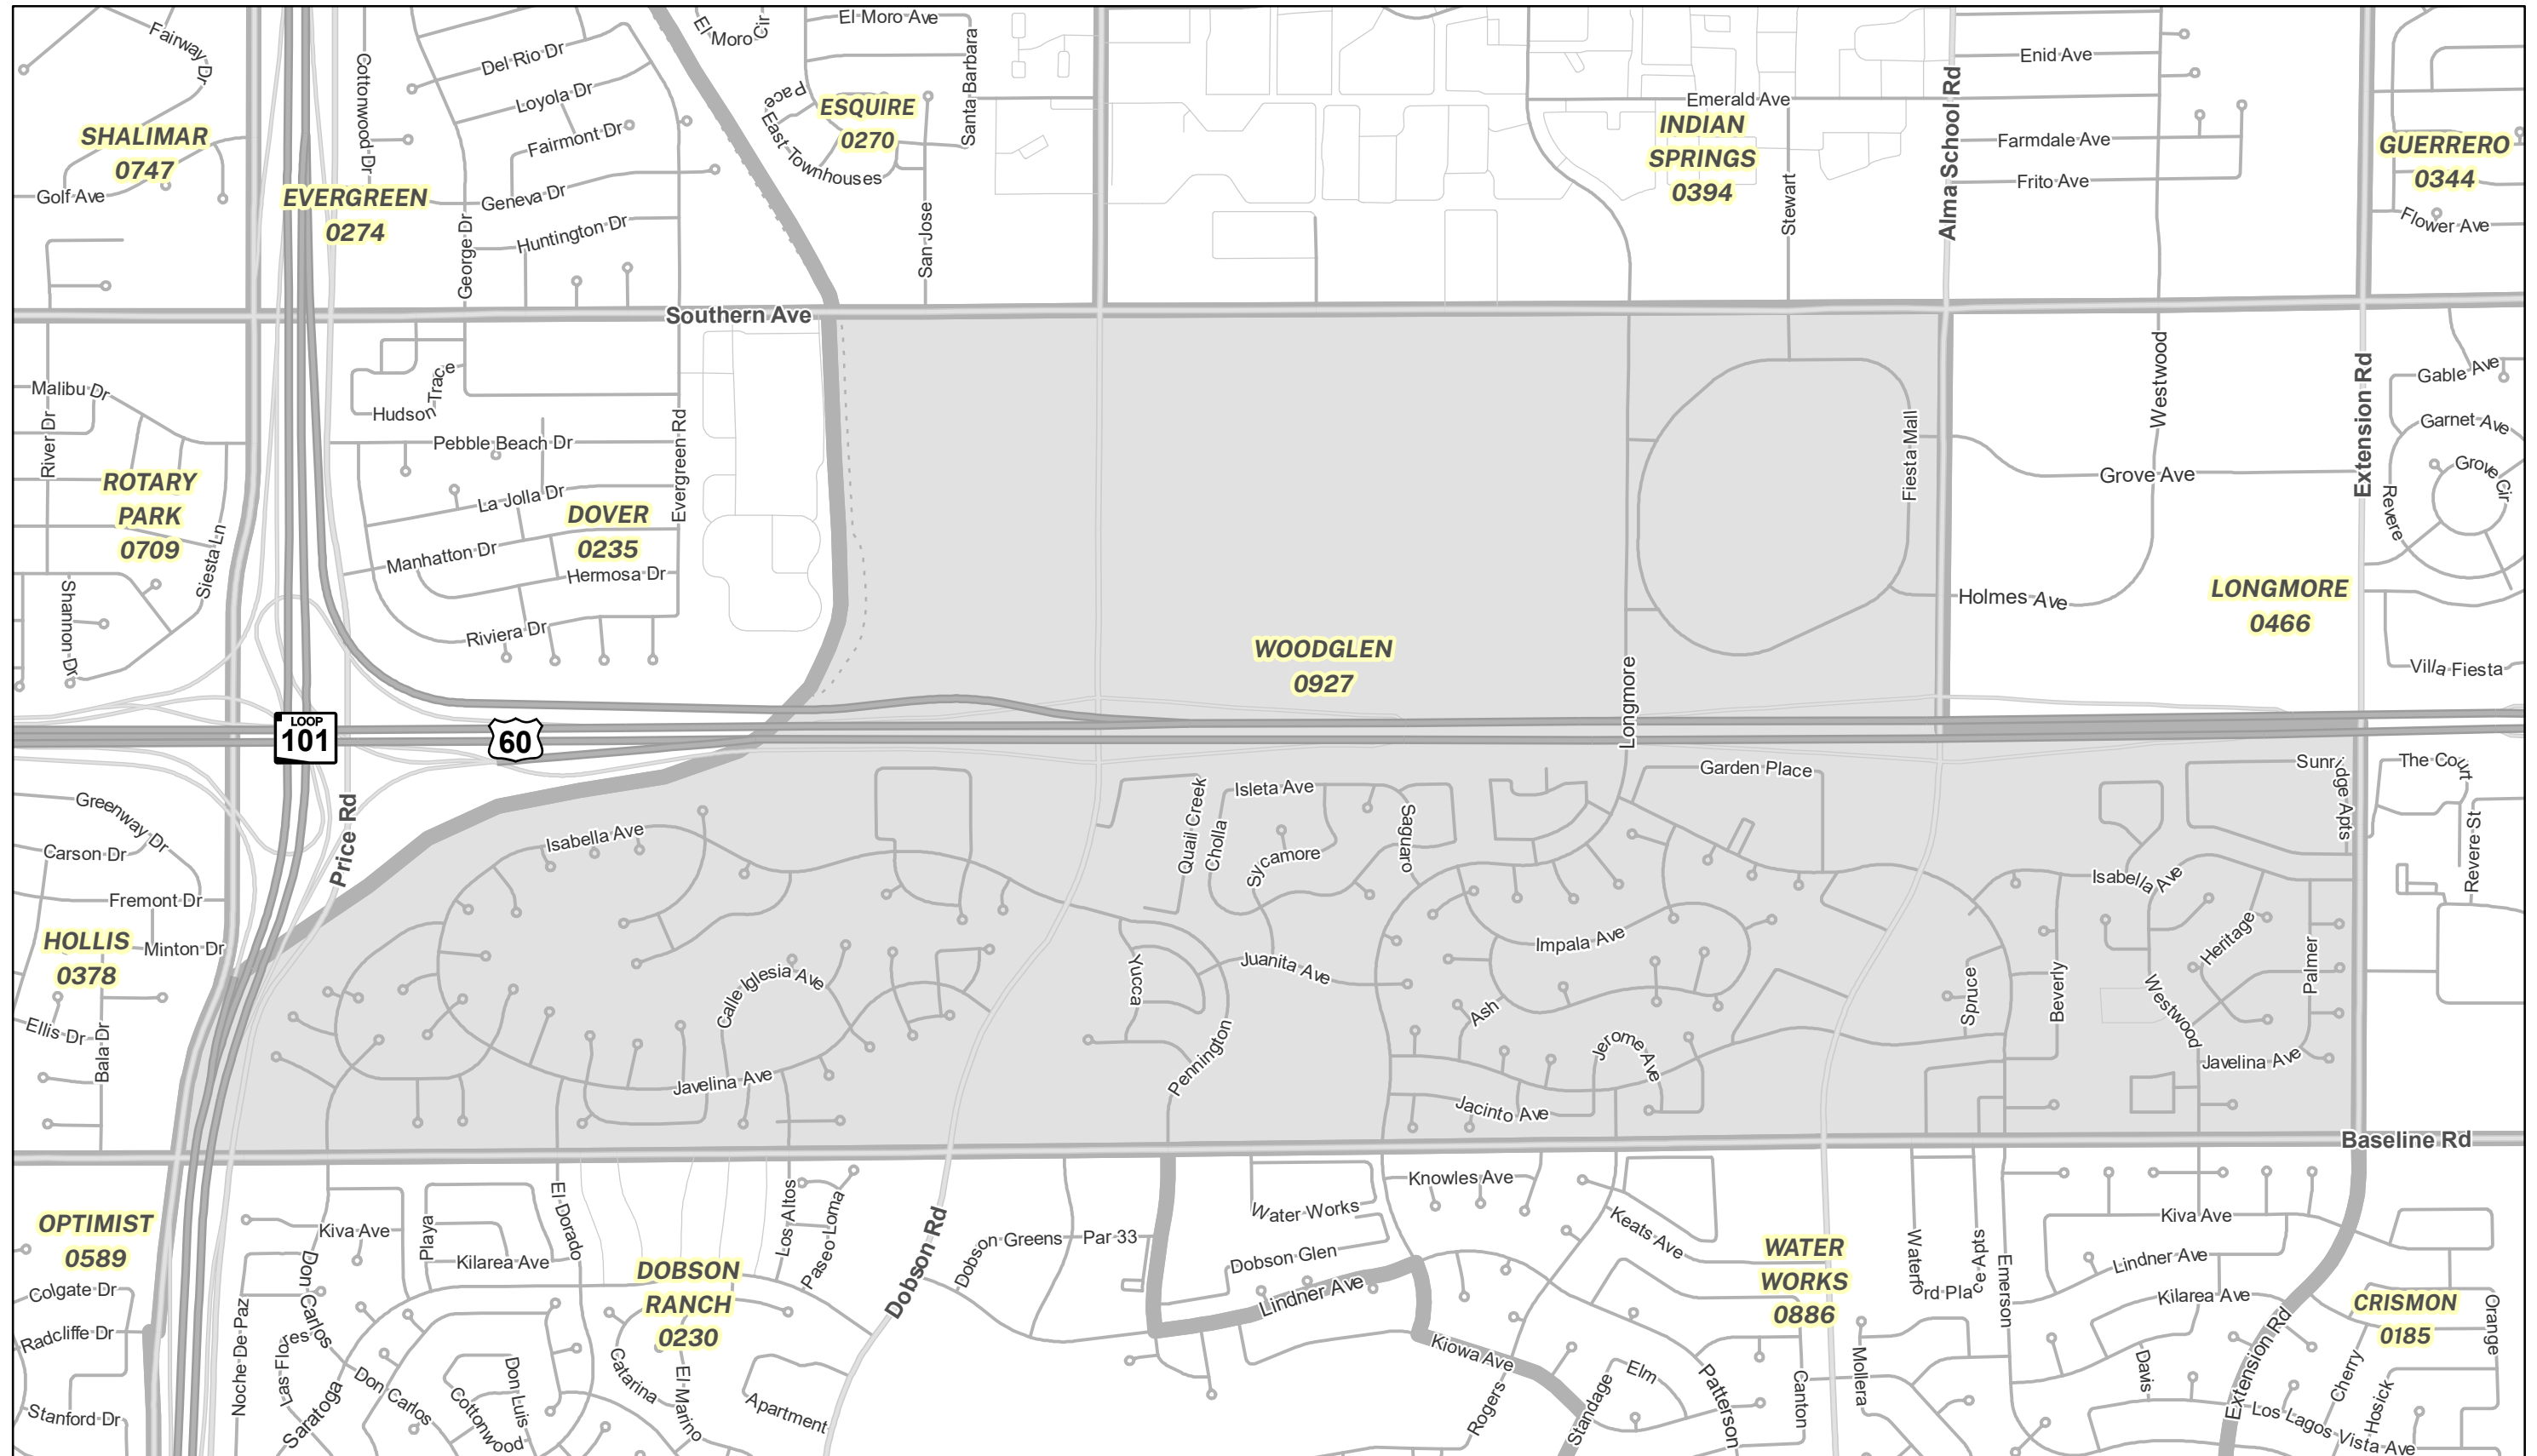 Fairway Dr
El Moro Cir
El Moro Ave
Santa Barbara
Cottonwood Dr
Del Rio Dr
Loyola Dr
Fairmont Dr
Pace
East Townhouses
ESQUIRE
0270
Enid Ave
Emerald Ave
Alma School Rd
INDIAN
SPRINGS
0394
Farmdale Ave
Frito Ave
GUERRERO
0344
Flower Ave
SHALIMAR
0747
Golf Ave
EVERGREEN
0274
Geneva Dr
George Dr
Huntington Dr
San Jose
Stewart
Southern Ave
Malibu Dr
River Dr
Trace
Hudson
Pebble Beach Dr
Evergreen Rd
La Jolla Dr
DOVER
0235
Manhatton Dr
Hermosa Dr
Riviera Dr
ROTARY
PARK
0709
Siesta Ln
Shannon Dr
Fiesta Mall
Westwood
Extension Rd
Gable Ave
Garnet Ave
Grove Cir
Revere
Grove Ave
Holmes Ave
LONGMORE
0466
Villa Fiesta
WOODGLEN
0927
Longmore
LOOP
101
60
Price Rd
Greenway Dr
Carson Dr
Fremont Dr
HOLLIS
0378
Minton Dr
Ellis Dr
Bala Dr
Isabella Ave
Calle Iglesia Ave
Javelina Ave
Quail Creek
Cholla
Isleta Ave
Sycamore
Saguaro
Juanita Ave
Yucca
Pennington
Garden Place
Impala Ave
Ash
Jerome Ave
Jacinto Ave
Spruce
Beverly
Isabella Ave
Heritage
Palmer
Westwood
Javelina Ave
Sunridge Apts
The Court
Revere St
Baseline Rd
OPTIMIST
0589
Colgate Dr
Radcliffe Dr
Stanford Dr
Noche De Paz
Kiva Ave
Don Carlos
Las Flores
Saratoga
Playa
Kilarea Ave
El Dorado
Don Carlos
Cottonwood
Don Luis
Catarina
El Marino
DOBSON
RANCH
0230
Los Altos
Paseo Loma
Apartment
Dobson Rd
Dobson Greens
Par 33
Water Works
Dobson Glen
Lindner Ave
Knowles Ave
Keats Ave
Kiowa Ave
Rogers
Standage
Elm
Patterson
WATER
WORKS
0886
Canton
Mollera
Waterford Place Apts
Emerson
Kiva Ave
Lindner Ave
Kilarea Ave
Davis
Extension Rd
Cherry
Hosick
Los Lagos Vista Ave
CRISMON
0185
Orange